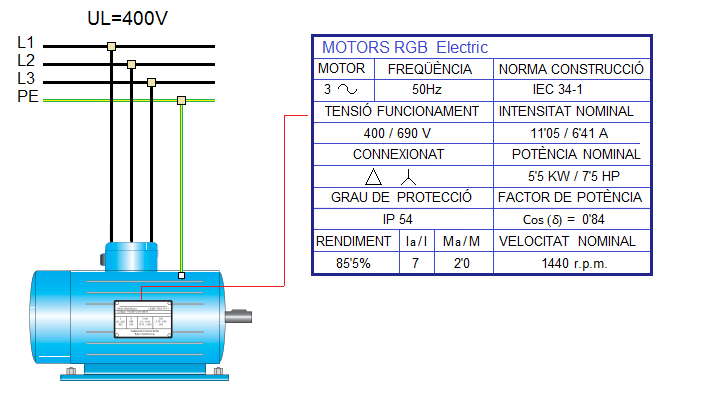 UL=400V
L1
L2
L3
PE
MOTORS RGB Electric
MOTOR FREQÜÈNCIA NORMA CONSTRUCCIÓ
3 50Hz IEC 34-1
TENSIÓ FUNCIONAMENT INTENSITAT NOMINAL
400 / 690 V 11'05 / 6'41 A
CONNEXIONAT POTÈNCIA NOMINAL
5'5 KW / 7'5 HP
GRAU DE PROTECCIÓ FACTOR DE POTÈNCIA
IP 54 Cos (δ) = 0'84
RENDIMENT Ia/I Ma/M VELOCITAT NOMINAL
85'5% 7 2'0 1440 r.p.m.